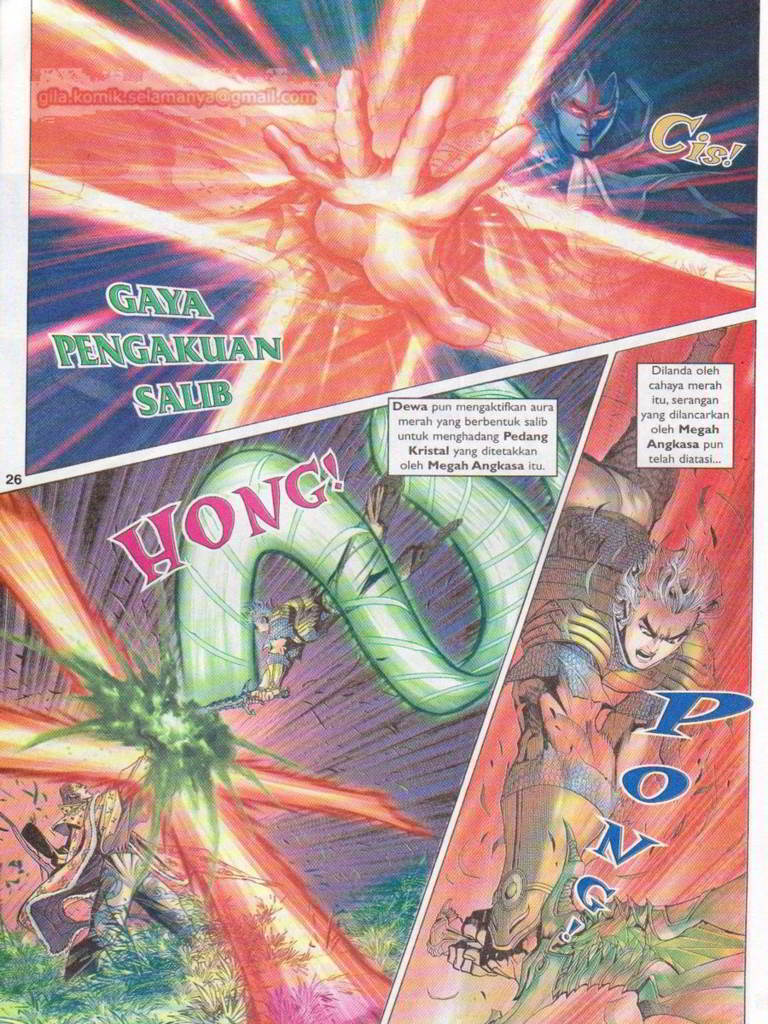 gila.komik.selamanya@gmail.com
Cis!
GAYA
PENGAKUAN
SALIB
Dewa pun mengaktifkan aura
merah yang berbentuk salib
untuk menghadang Pedang
Kristal yang ditetakkan
oleh Megah Angkasa itu.
Dilanda oleh
cahaya merah
itu, serangan
yang dilancarkan
oleh Megah
Angkasa pun
telah diatasi...
26
HONG!
PONG!